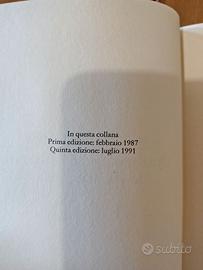 In questa collana
Prima edizione: febbraio 1987
Quinta edizione: luglio 1991
subito